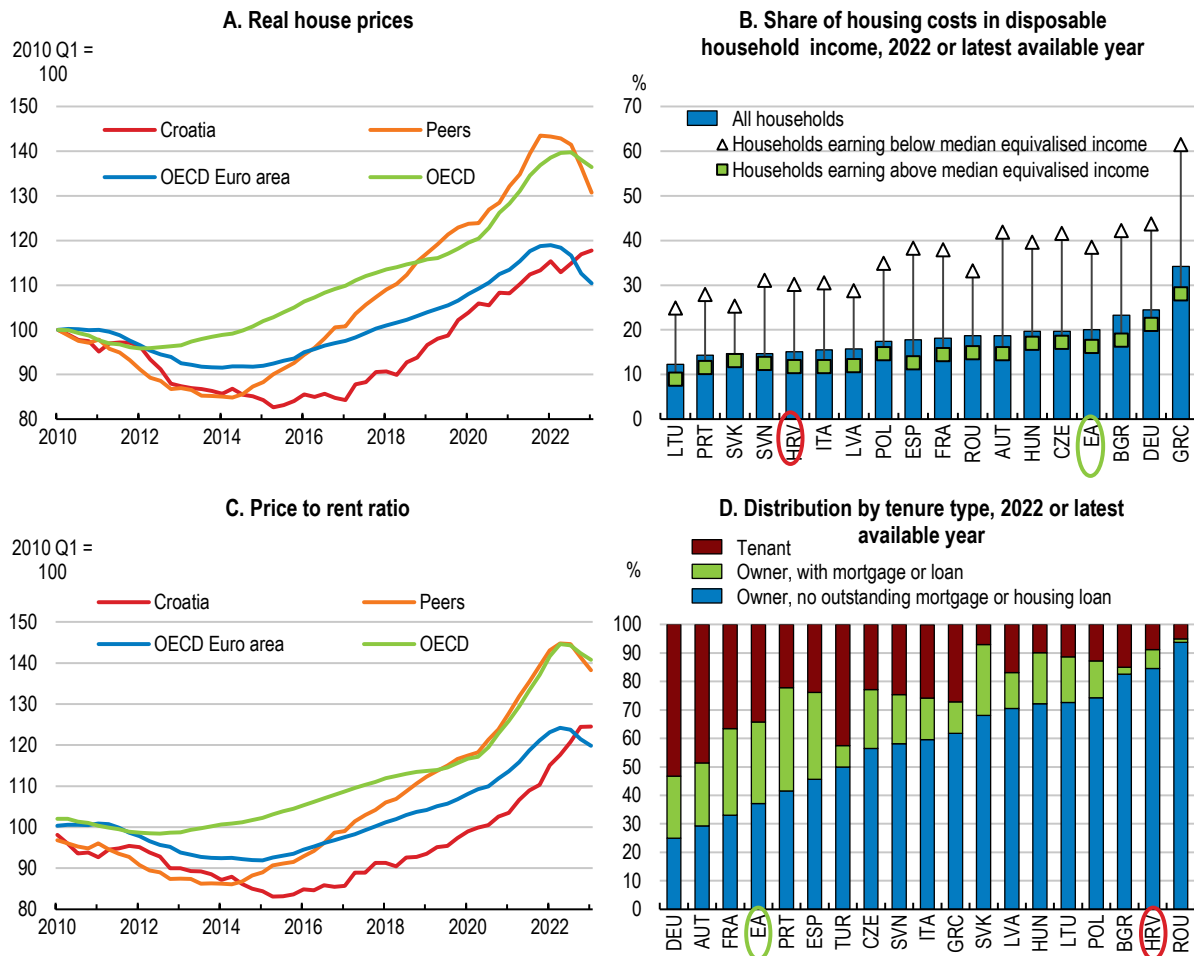 A. Real house prices
2010 Q1 =
100
150
140
130
120
110
100
90
80
Croatia
Peers
OECD Euro area
OECD
2010 2012 2014 2016 2018 2020 2022
B. Share of housing costs in disposable
household income, 2022 or latest available year
%
70
60
50
40
30
20
10
0
All households
Households earning below median equivalised income
Households earning above median equivalised income
LTU PRT SVK SVN HRV ITA LVA POL ESP FRA ROU AUT HUN CZE EA BGR DEU GRC
C. Price to rent ratio
2010 Q1 =
100
150
140
130
120
110
100
90
80
Croatia
Peers
OECD Euro area
OECD
2010 2012 2014 2016 2018 2020 2022
D. Distribution by tenure type, 2022 or latest
available year
Tenant
Owner, with mortgage or loan
Owner, no outstanding mortgage or housing loan
%
100
90
80
70
60
50
40
30
20
10
0
DEU AUT FRA EA PRT ESP TUR CZE SVN ITA GRC SVK LVA HUN LTU POL BGR HRV ROU